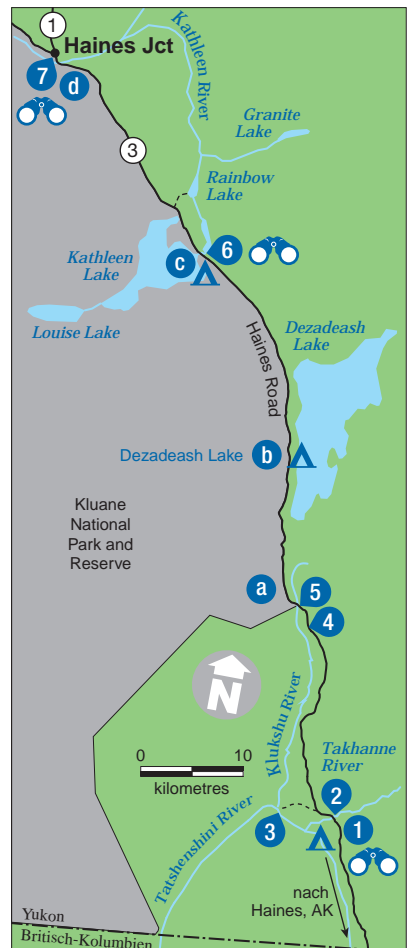 1
Haines Jct
7
d
Kathleen River
Granite
Lake
3
Rainbow
Lake
6
Kathleen
Lake
c
Louise Lake
Dezadeash
Lake
Haines Road
Dezadeash Lake
b
Kluane
National
Park and
Reserve
a
5
4
N
Klukshu River
0 10
kilometres
Takhanne
River
2
1
3
Tatshenshini River
nach
Haines, AK
Yukon
Britisch-Kolumbien